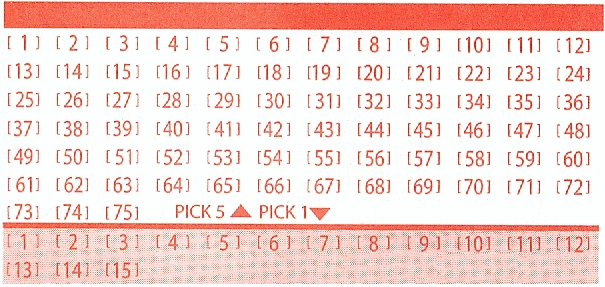 [ 1 ] [ 2 ] [ 3 ] [ 4 ] [ 5 ] [ 6 ] [ 7 ] [ 8 ] [ 9 ] [10] [11] [12]
[13] [14] [15] [16] [17] [18] [19] [20] [21] [22] [23] [24]
[25] [26] [27] [28] [29] [30] [31] [32] [33] [34] [35] [36]
[37] [38] [39] [40] [41] [42] [43] [44] [45] [46] [47] [48]
[49] [50] [51] [52] [53] [54] [55] [56] [57] [58] [59] [60]
[61] [62] [63] [64] [65] [66] [67] [68] [69] [70] [71] [72]
[73] [74] [75] PICK 5 ▲ PICK 1 ▼
[ 1 ] [ 2 ] [ 3 ] [ 4 ] [ 5 ] [ 6 ] [ 7 ] [ 8 ] [ 9 ] [10] [11] [12]
[13] [14] [15]